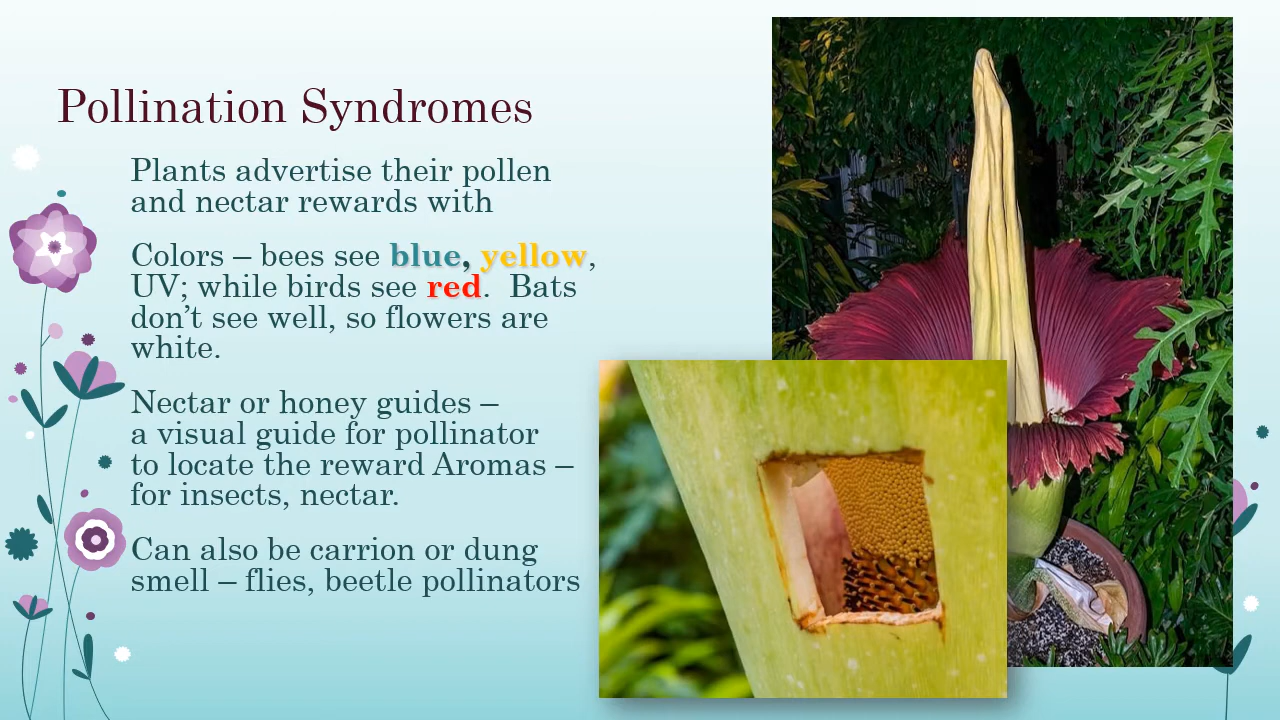 Pollination Syndromes
Plants advertise their pollen
and nectar rewards with
Colors – bees see blue, yellow,
UV; while birds see red.  Bats
don’t see well, so flowers are
white.
Nectar or honey guides –
a visual guide for pollinator
to locate the reward Aromas –
for insects, nectar.
Can also be carrion or dung
smell – flies, beetle pollinators